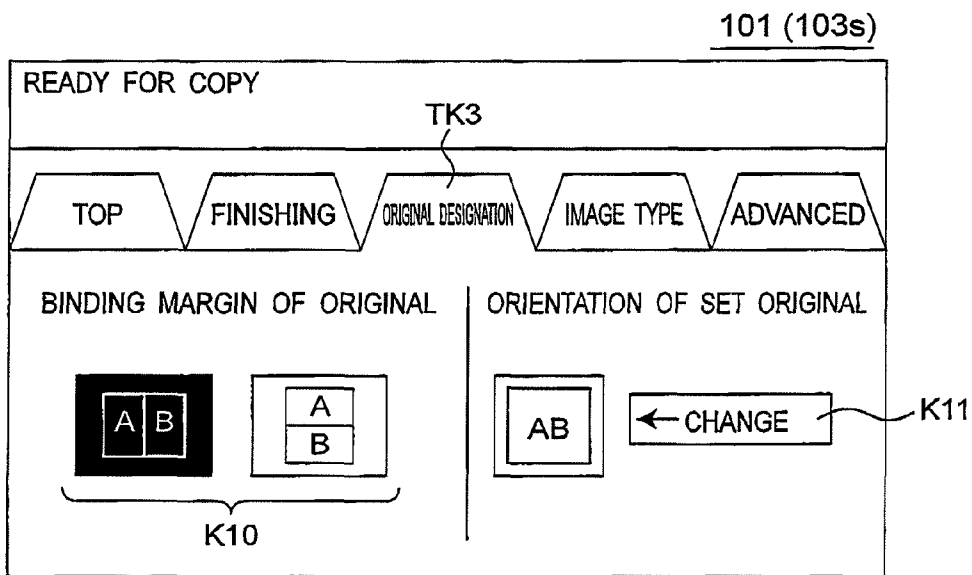 101 (103s)
READY FOR COPY
TK3
TOP FINISHING ORIGINAL DESIGNATION IMAGE TYPE ADVANCED
BINDING MARGIN OF ORIGINAL ORIENTATION OF SET ORIGINAL
A B A B AB ← CHANGE K11
K10